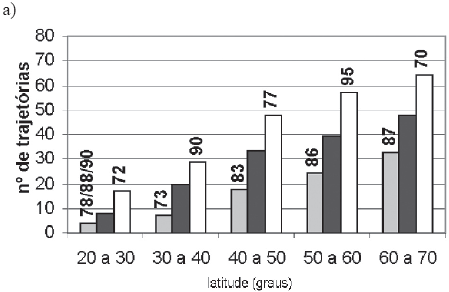 a)
nº de trajetórias
80
70
60
50
40
30
20
10
0
78/88/90
72
73
90
83
77
86
95
87
70
20 a 30
30 a 40
40 a 50
50 a 60
60 a 70
latitude (graus)